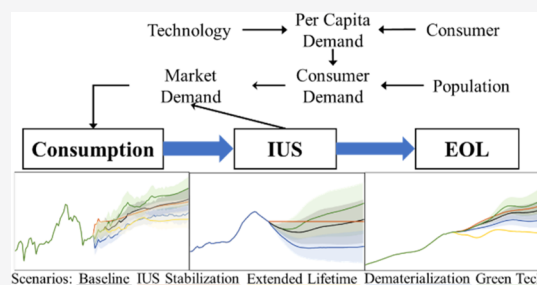 Technology
Per Capita
Demand
Consumer
Market
Demand
Consumer
Demand
Population
Consumption
IUS
EOL
Scenarios: Baseline IUS Stabilization Extended Lifetime Dematerialization Green Tec